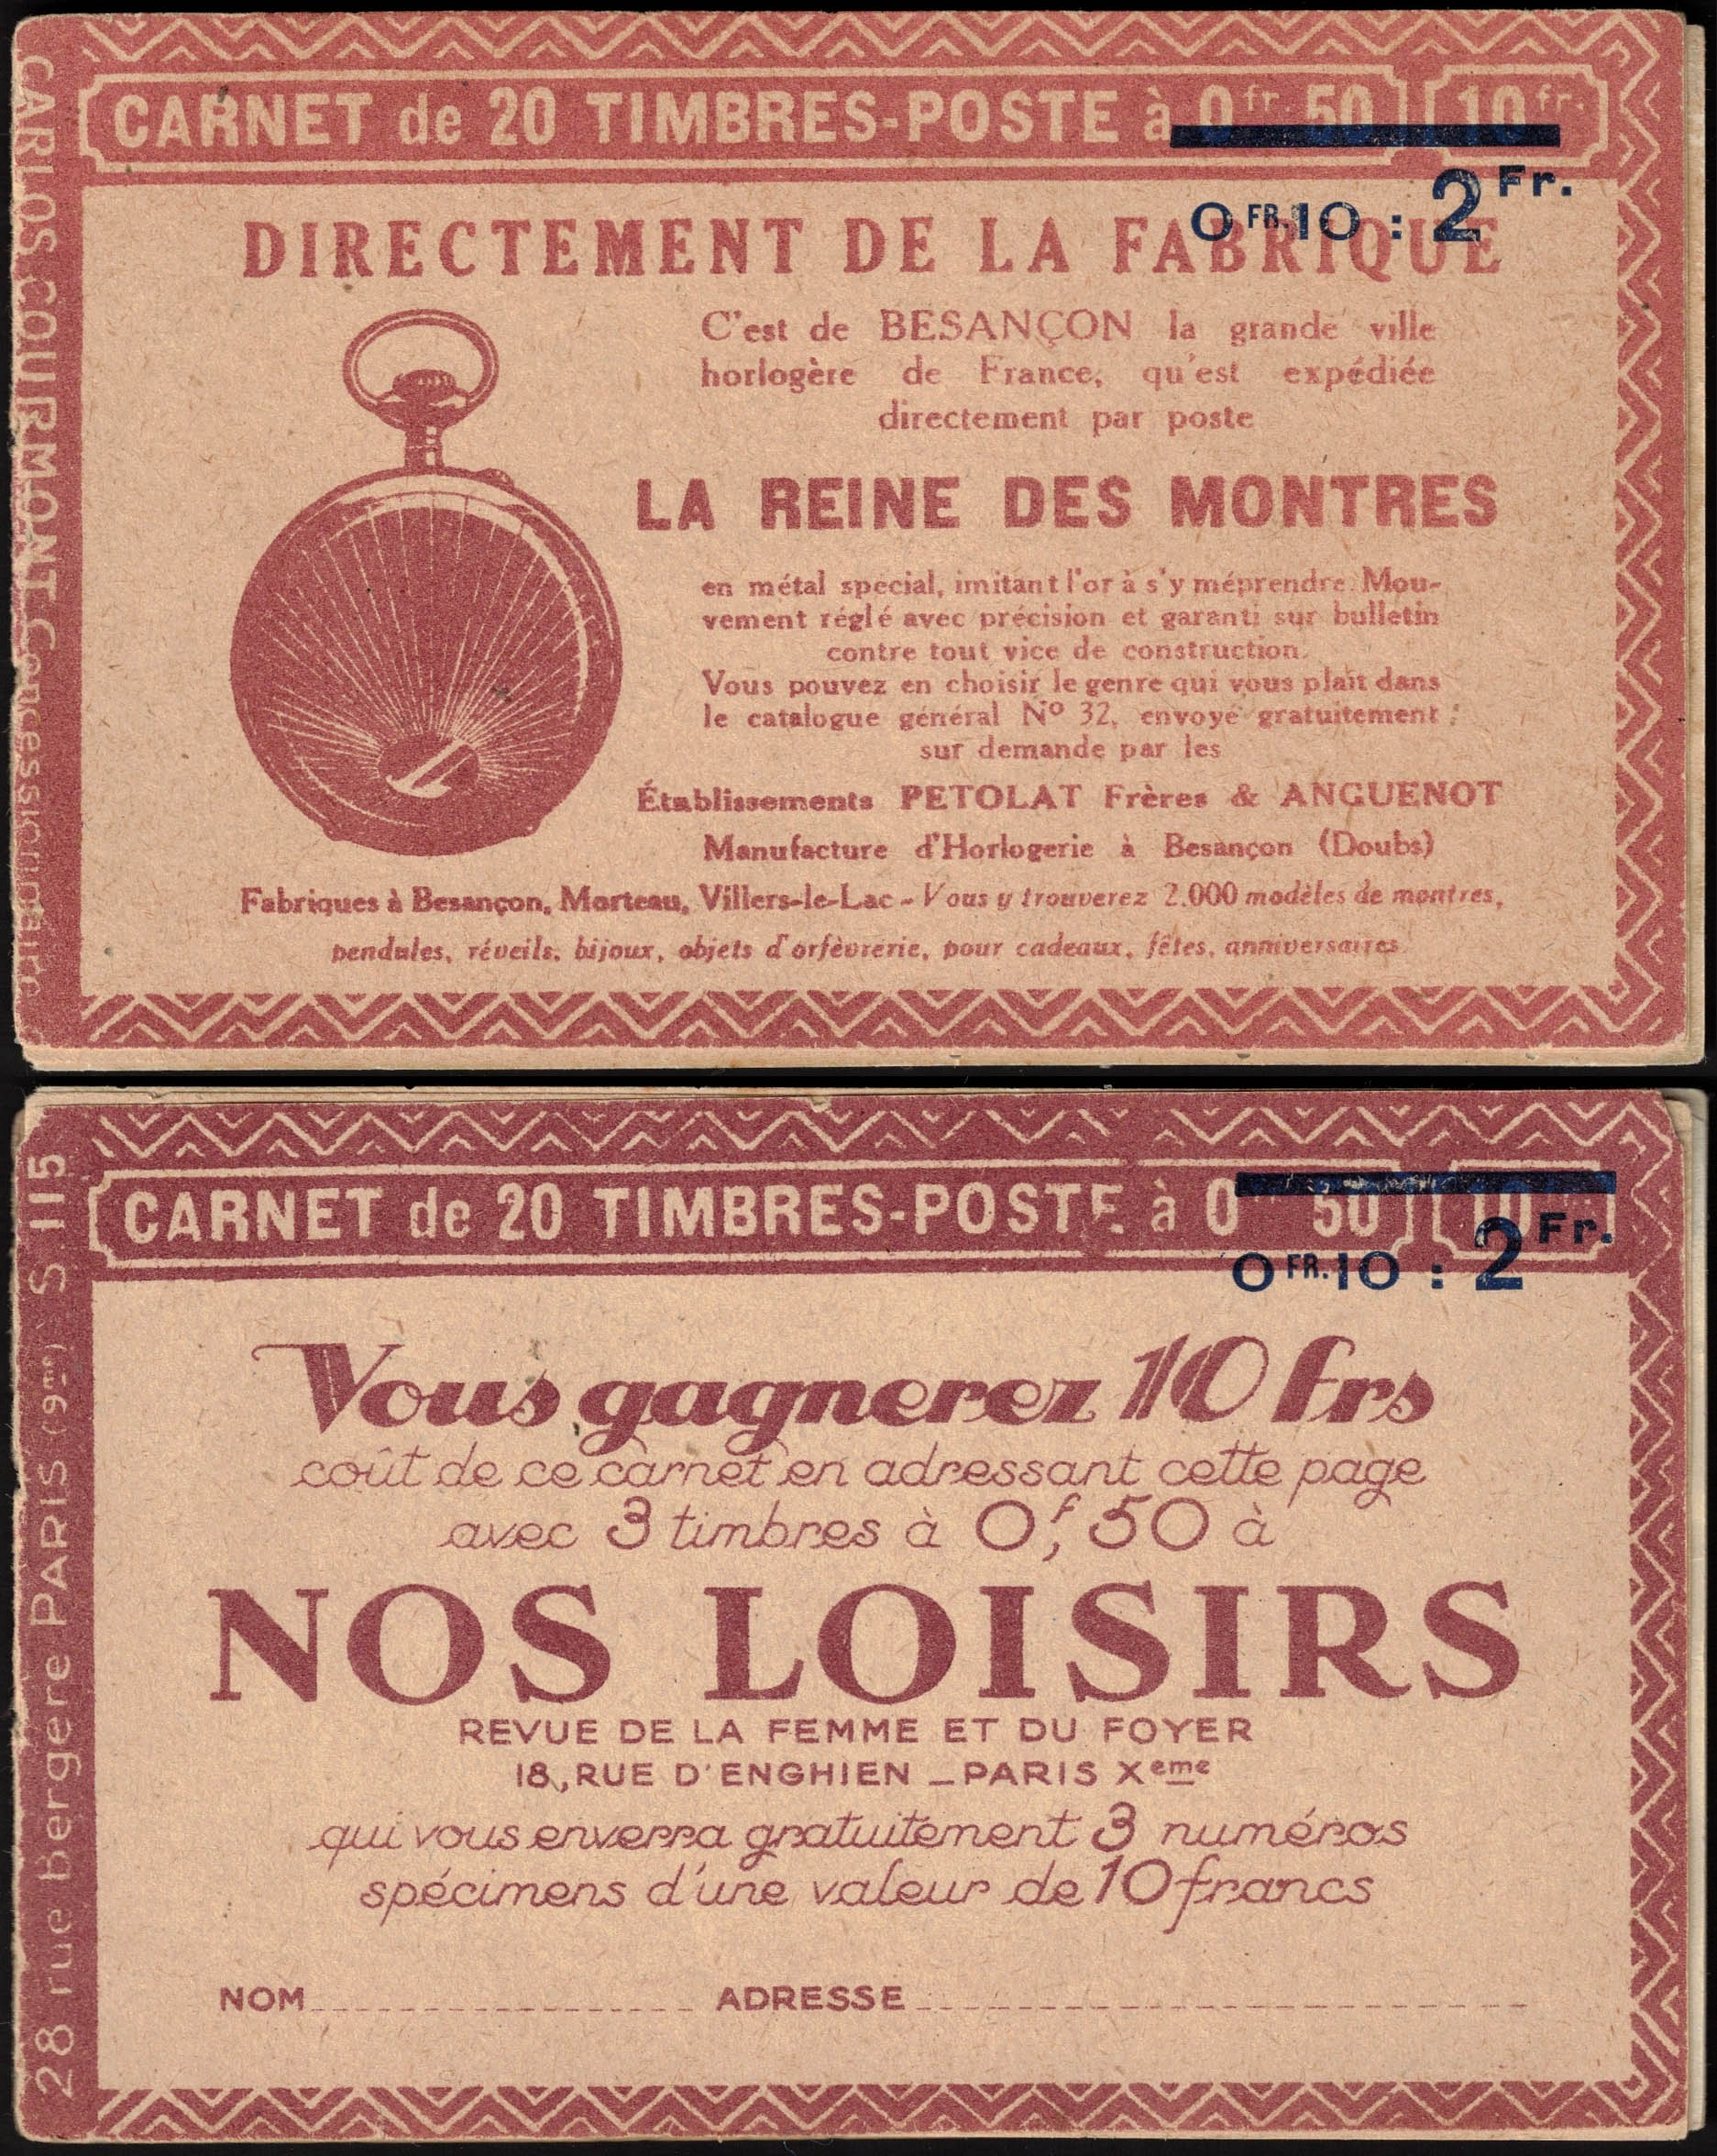 CARLOS COURMONT Concessionnaire
CARNET de 20 TIMBRES-POSTE à 0fr. 50 10fr.
0 FR. 10 : 2 Fr.
DIRECTEMENT DE LA FABRIQUE
C'est de BESANÇON la grande ville
horlogère de France, qu'est expédiée
directement par poste
LA REINE DES MONTRES
en métal special, imitant l'or à s'y méprendre. Mou-
vement réglé avec précision et garanti sur bulletin
contre tout vice de construction.
Vous pouvez en choisir le genre qui vous plaît dans
le catalogue général No 32, envoyé gratuitement
sur demande par les
Établissements PETOLAT Frères & ANGUENOT
Manufacture d'Horlogerie à Besançon (Doubs)
Fabriques à Besançon, Morteau, Villers-le-Lac - Vous y trouverez 2.000 modèles de montres,
pendules, réveils, bijoux, objets d'orfèvrerie, pour cadeaux, fêtes, anniversaires
28 rue bergère PARIS (9me) S. 115
CARNET de 20 TIMBRES-POSTE à 0 50 10
0 FR. 10 : 2 Fr.
Vous gagnerez 10 frs
coût de ce carnet en adressant cette page
avec 3 timbres à 0f,50 à
NOS LOISIRS
REVUE DE LA FEMME ET DU FOYER
18, RUE D'ENGHIEN _ PARIS Xeme
qui vous enverra gratuitement 3 numéros
spécimens d'une valeur de 10 francs
NOM ADRESSE